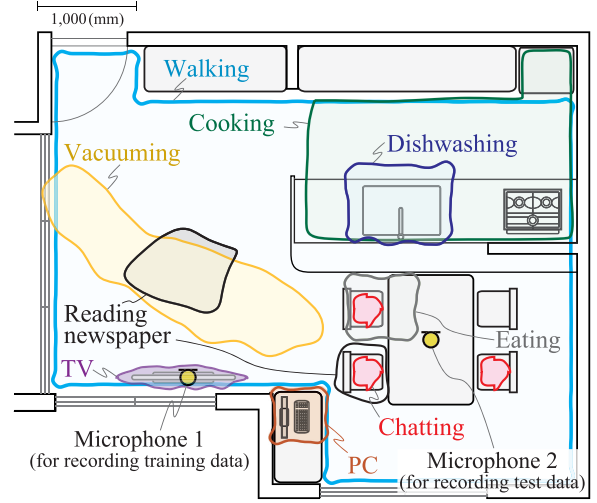 1,000 (mm)
Walking
Cooking
Dishwashing
Vacuuming
Reading
newspaper
Eating
TV
Chatting
Microphone 1
(for recording training data)
PC
Microphone 2
(for recording test data)